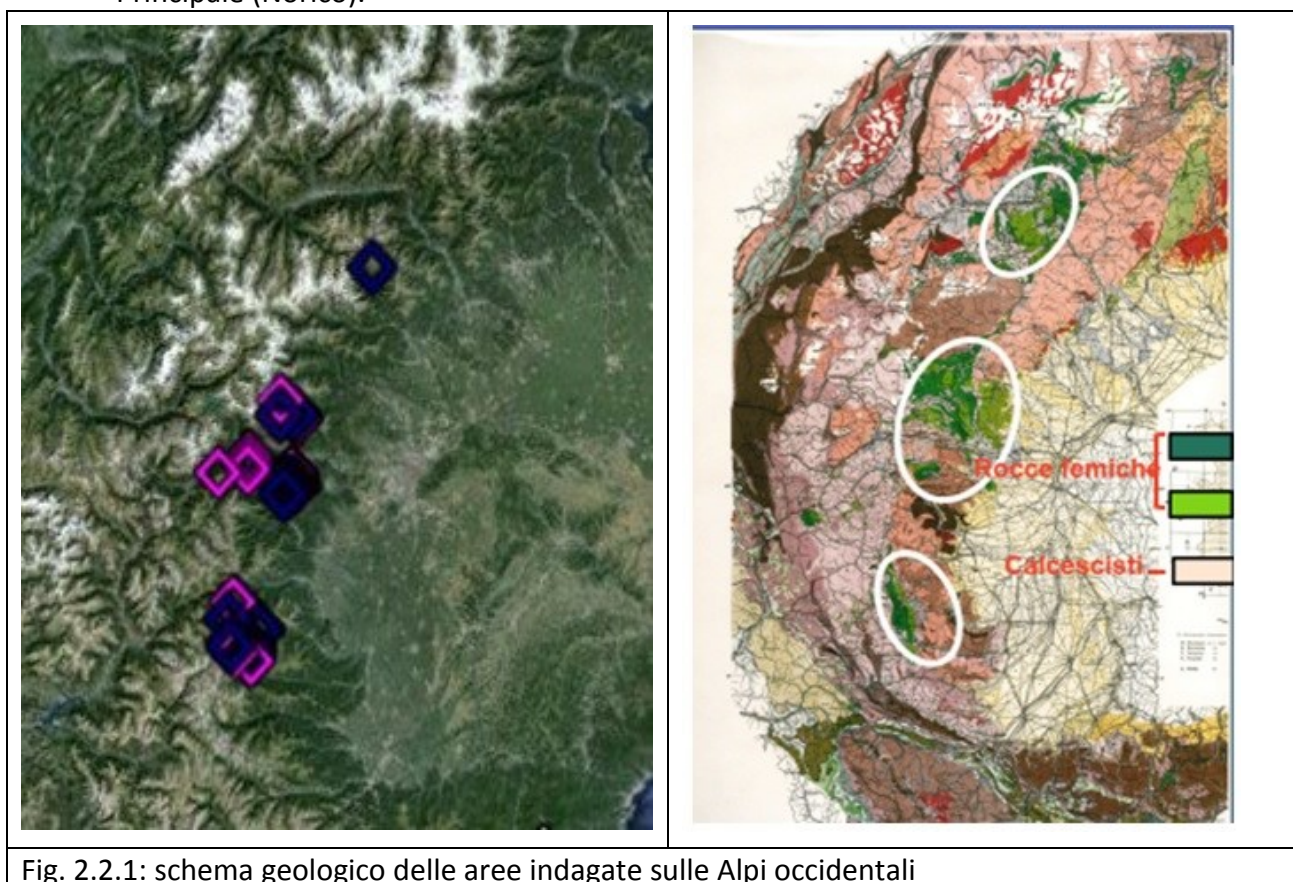 Principale (Norico).
Rocce femiche
Calcescisti
Fig. 2.2.1: schema geologico delle aree indagate sulle Alpi occidentali